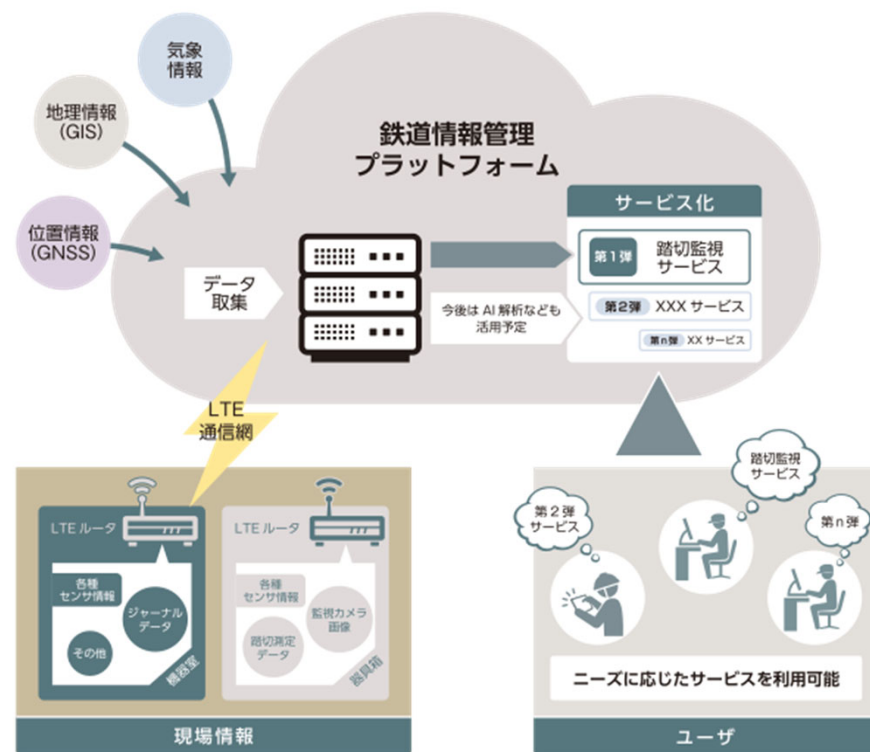 気象
情報
地理情報
(GIS)
位置情報
(GNSS)
鉄道情報管理
プラットフォーム
データ
取集
サービス化
第1弾
踏切監視
サービス
今後は AI 解析なども
活用予定
第2弾 XXX サービス
第n弾 XX サービス
LTE
通信網
LTE ルータ
各種
センサ情報
ジャーナル
データ
その他
機器室
LTE ルータ
各種
センサ情報
監視カメラ
画像
踏切測定
データ
器具箱
現場情報
踏切監視
サービス
第2弾
サービス
第n弾
ニーズに応じたサービスを利用可能
ユーザ